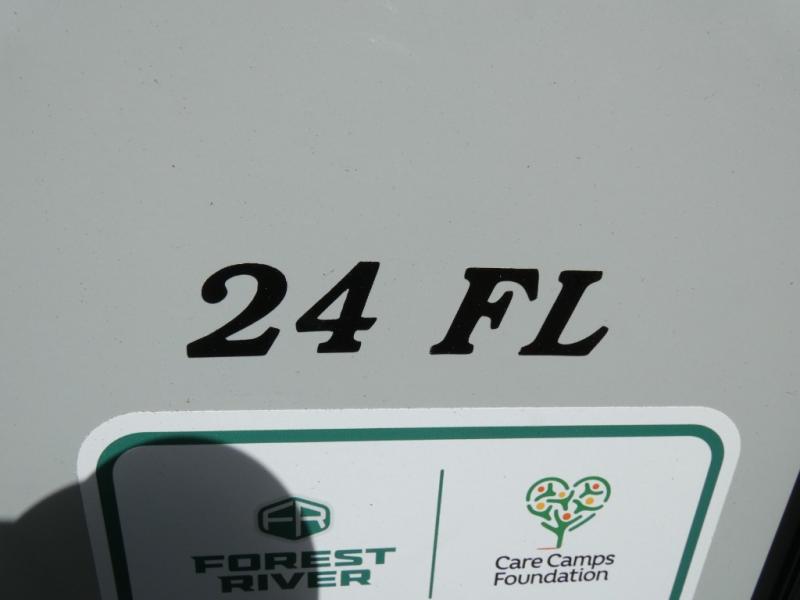 24 FL
FR
FOREST
RIVER
Care Camps
Foundation